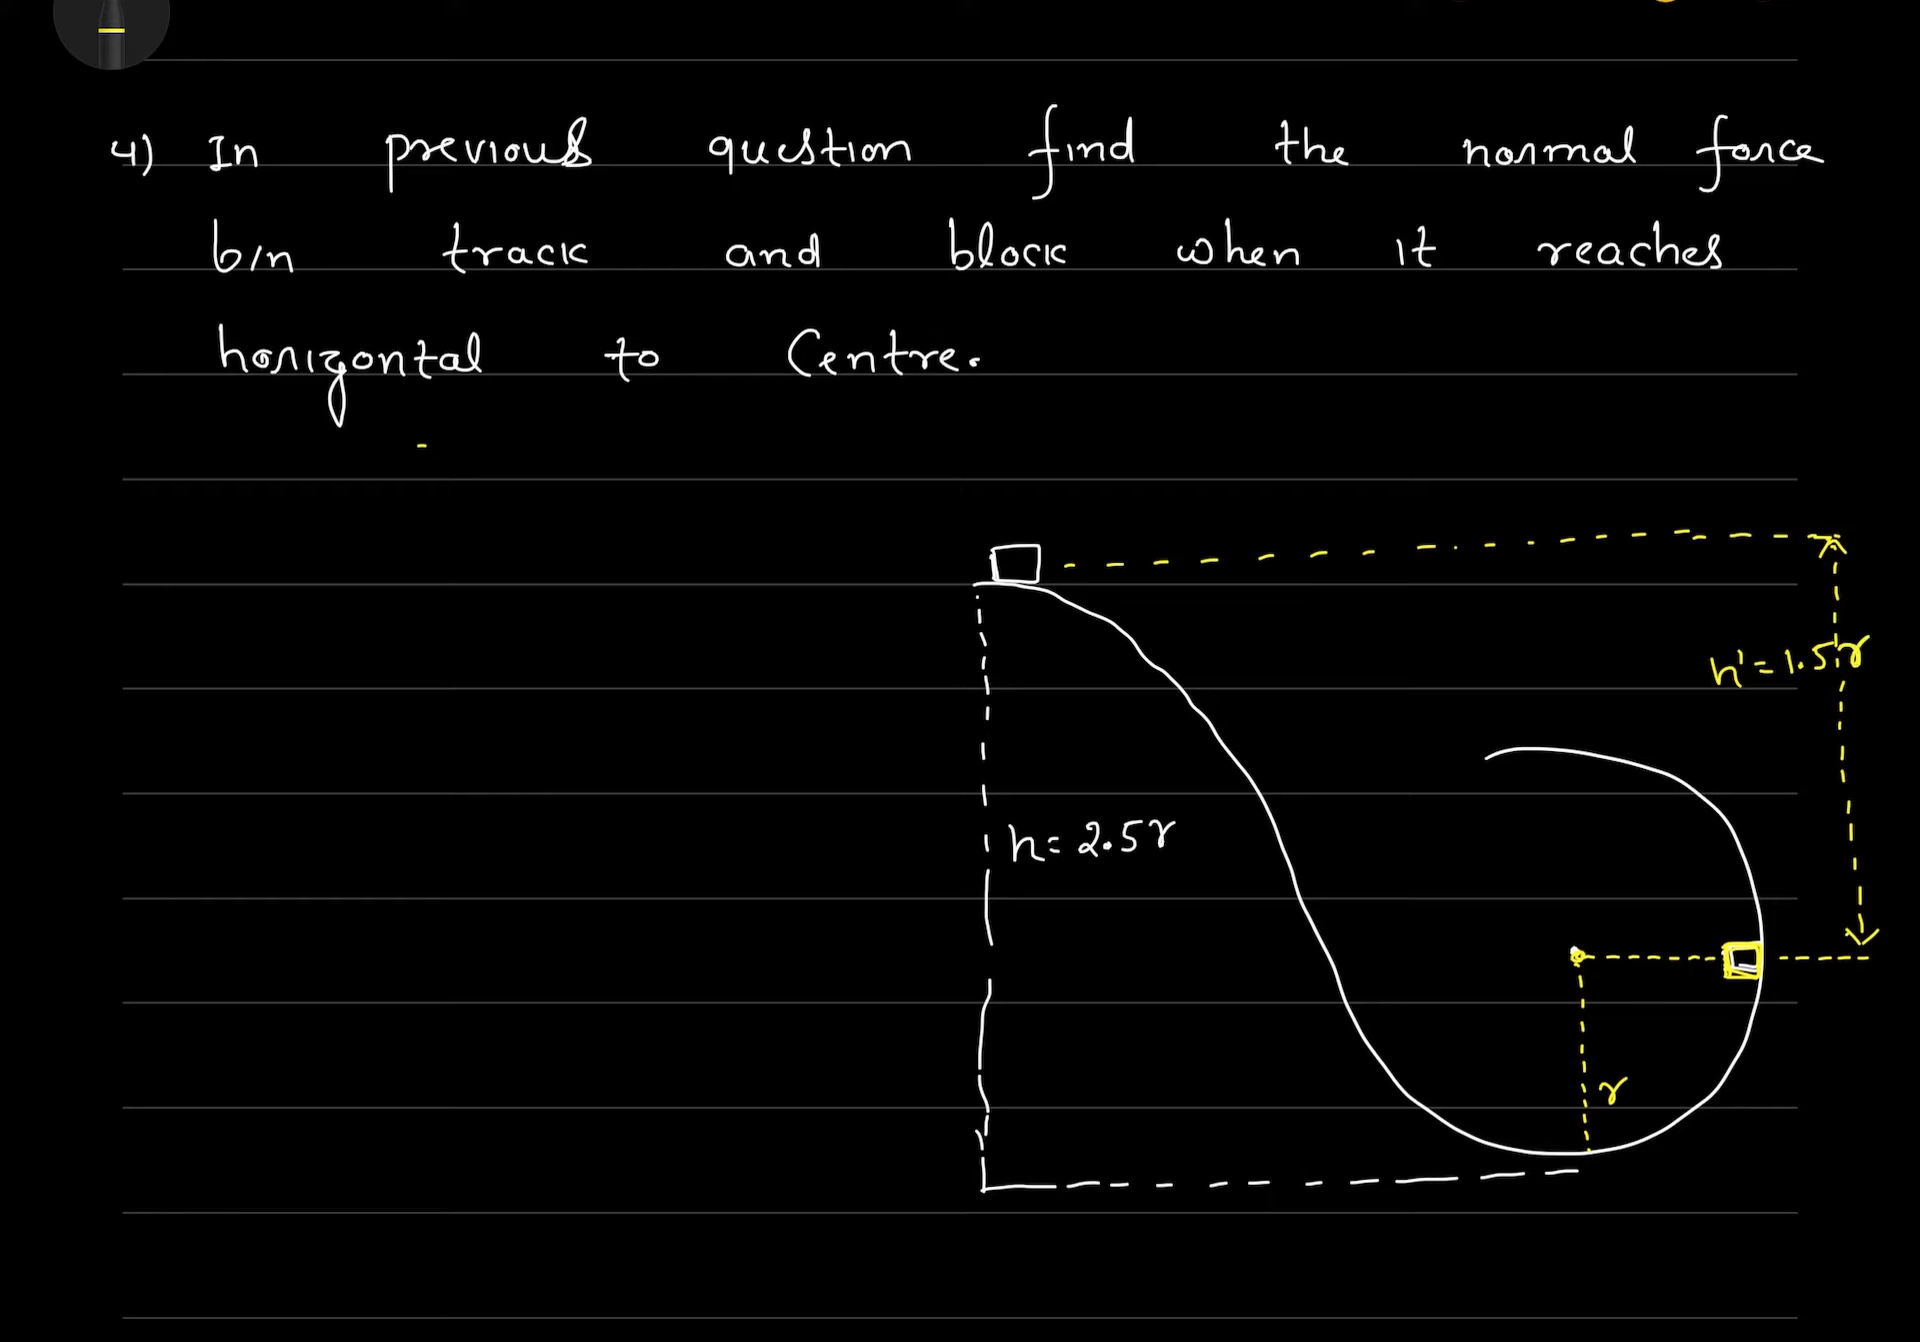 4) In previous question find the normal force
b/n track and block when it reaches
horizontal to Centre.
h' = 1.5r
h = 2.5r
r